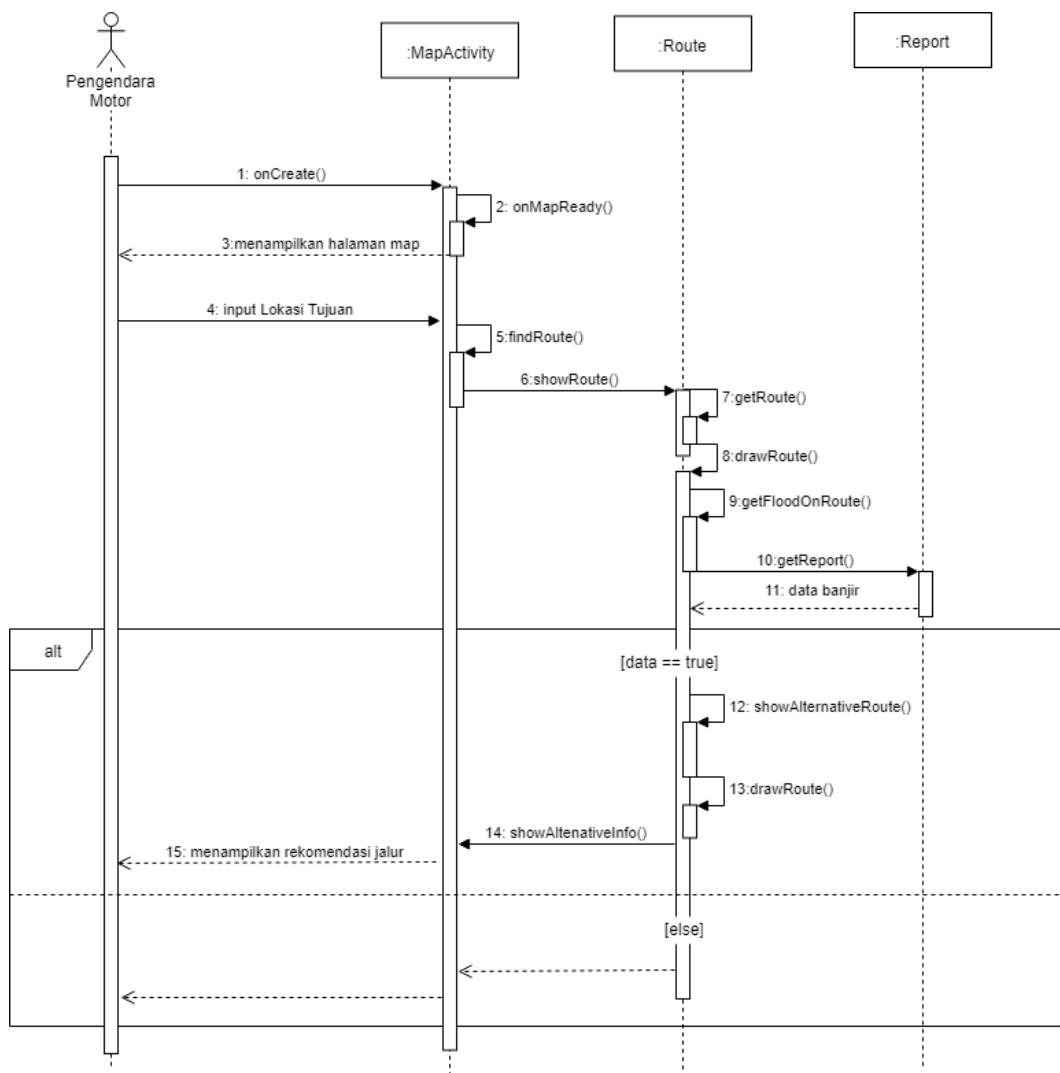 :MapActivity
:Route
:Report
Pengendara
Motor
1: onCreate()
2: onMapReady()
3:menampilkan halaman map
4: input Lokasi Tujuan
5:findRoute()
6:showRoute()
7:getRoute()
8:drawRoute()
9:getFloodOnRoute()
10:getReport()
11: data banjir
alt
[data == true]
12: showAlternativeRoute()
13:drawRoute()
14: showAltenativeInfo()
15: menampilkan rekomendasi jalur
[else]